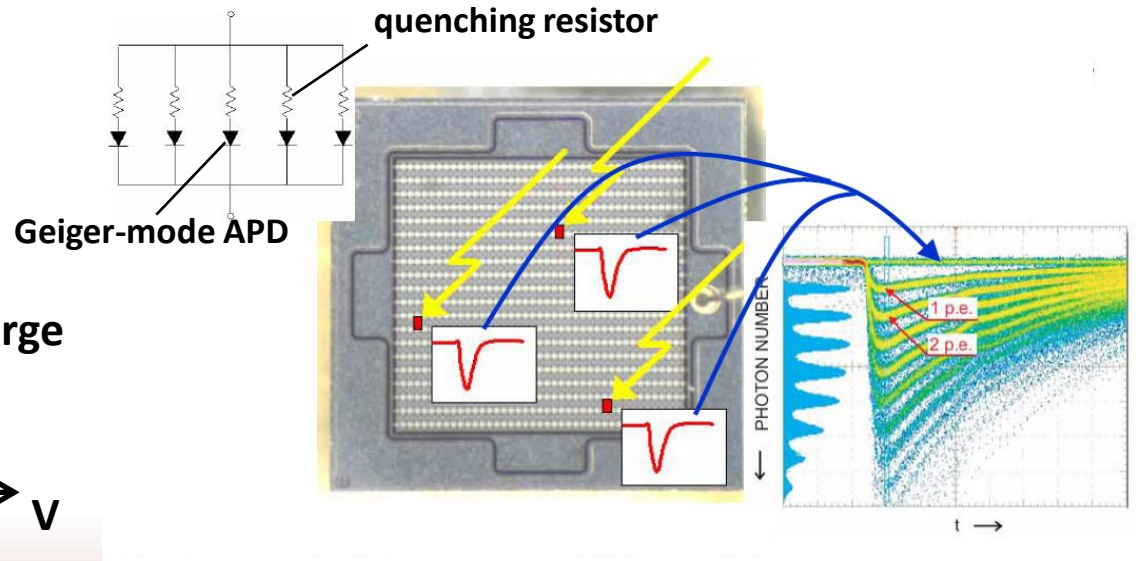 quenching resistor
Geiger-mode APD
rge
V
PHOTON NUMBER
1 p.e.
2 p.e.
t